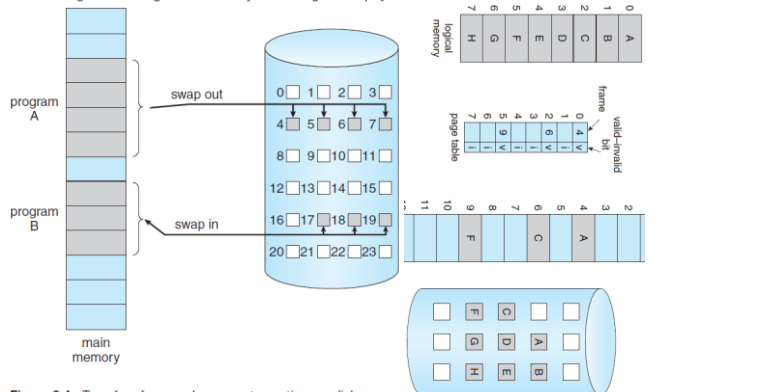 program
A
program
B
main
memory
swap out
swap in
0 1 2 3
4 5 6 7
8 9 10 11
12 13 14 15
16 17 18 19
20 21 22 23
0 A
1 B
2 C
3 D
4 E
5 F
6 G
7 H
logical
memory
frame
valid–invalid
bit
0 4 v
1 i
2 6 v
3 i
4 i
5 9 v
6 i
7 i
page table
2
3
4 A
5
6 C
7
8
9 F
10
11
A B
C D E
F G H